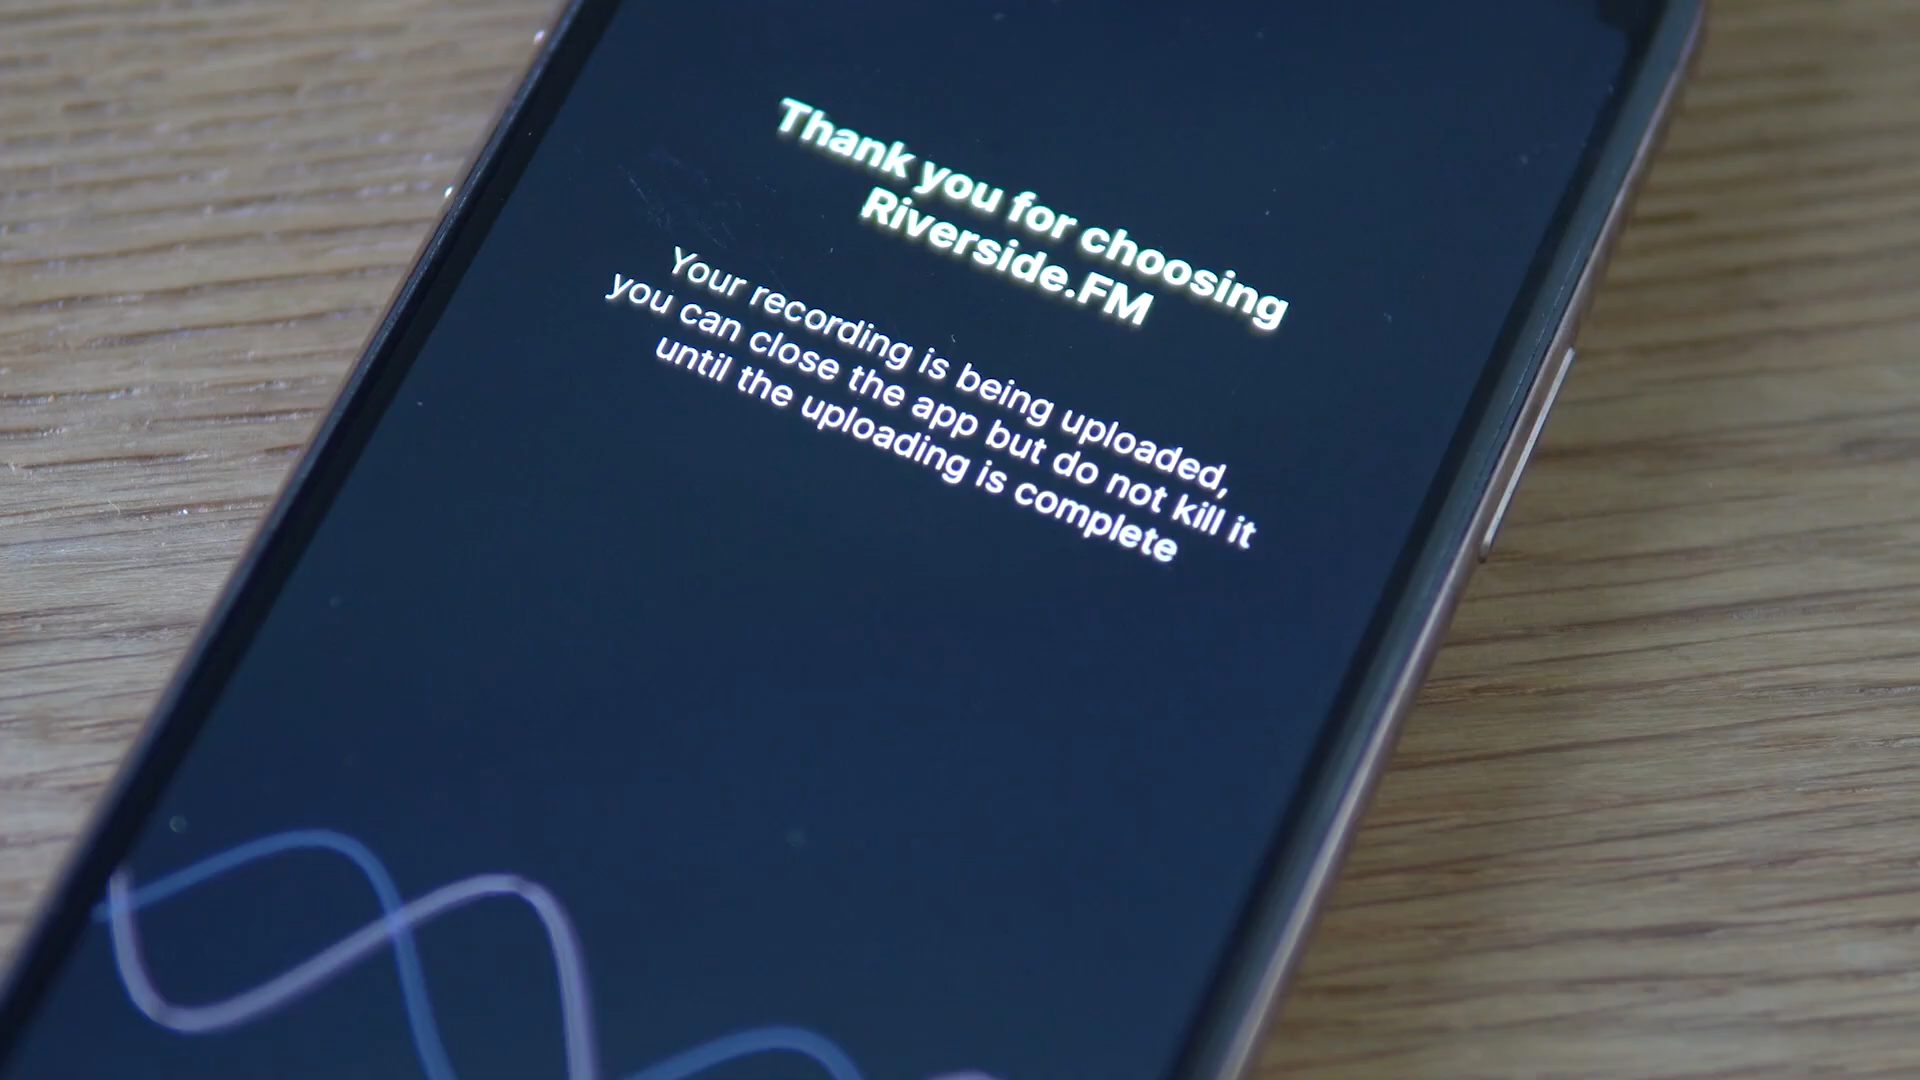 Thank you for choosing
Riverside.FM
Your recording is being uploaded,
you can close the app but do not kill it
until the uploading is complete